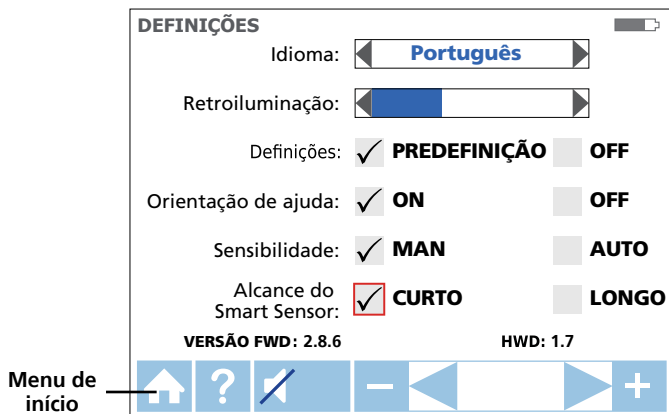 DEFINIÇÕES
Idioma: Português
Retroiluminação:
Definições: PREDEFINIÇÃO OFF
Orientação de ajuda: ON OFF
Sensibilidade: MAN AUTO
Alcance do
Smart Sensor: CURTO LONGO
VERSÃO FWD: 2.8.6 HWD: 1.7
Menu de
início
? − +